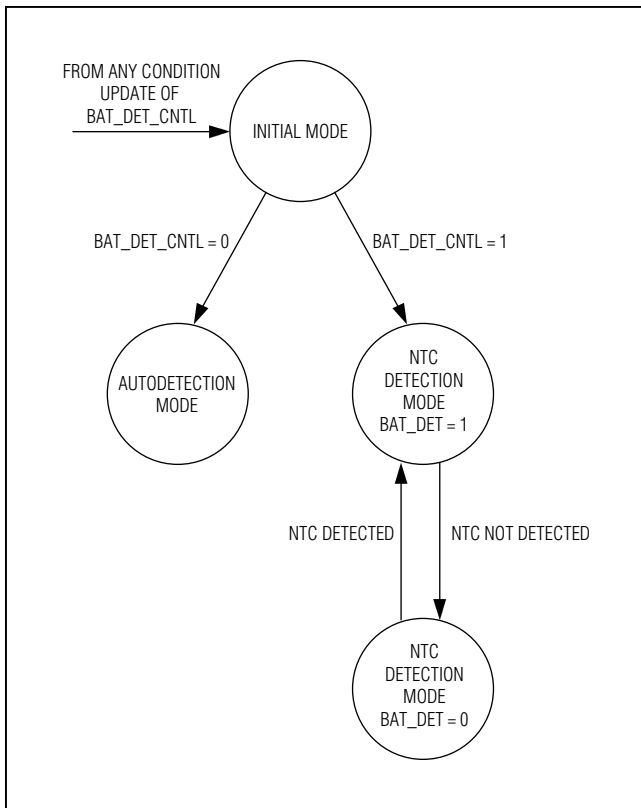 FROM ANY CONDITION
UPDATE OF
BAT_DET_CNTL
INITIAL MODE
BAT_DET_CNTL = 0
BAT_DET_CNTL = 1
AUTODETECTION
MODE
NTC
DETECTION
MODE
BAT_DET = 1
NTC DETECTED
NTC NOT DETECTED
NTC
DETECTION
MODE
BAT_DET = 0